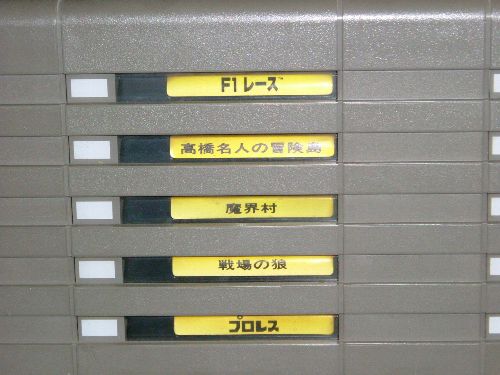 F1レース
高橋名人の冒険島
魔界村
戦場の狼
プロレス